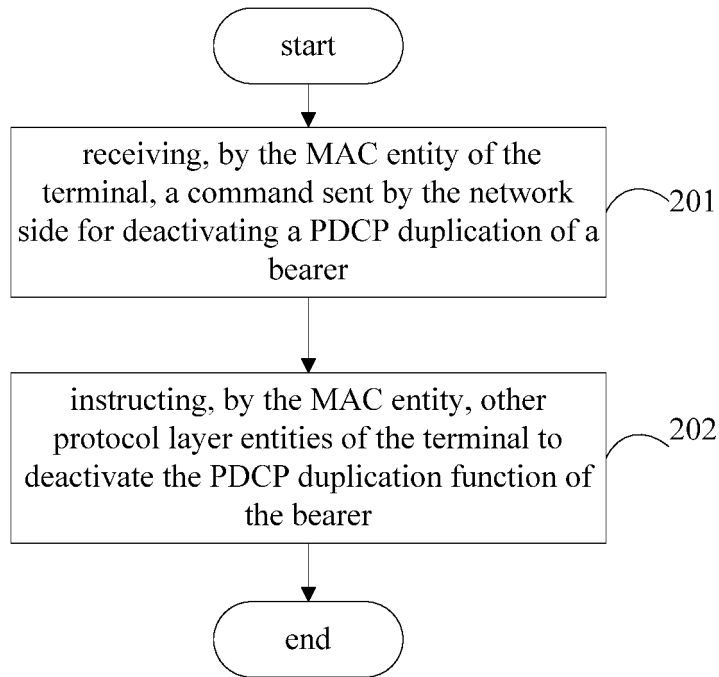 start
receiving, by the MAC entity of the
terminal, a command sent by the network
side for deactivating a PDCP duplication of a
bearer
201
instructing, by the MAC entity, other
protocol layer entities of the terminal to
deactivate the PDCP duplication function of
the bearer
202
end